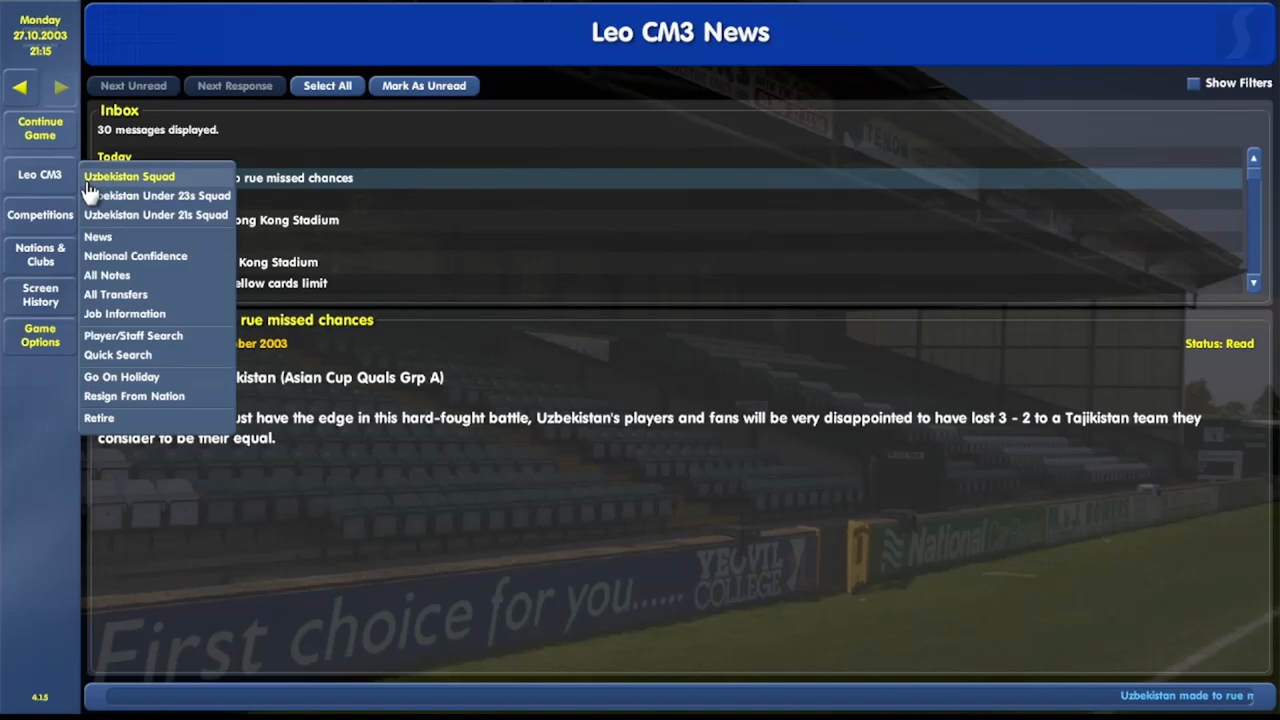 Monday
27.10.2003
21:15
Leo CM3 News
Next Unread
Next Response
Select All
Mark As Unread
Show Filters
Continue
Game
Inbox
30 messages displayed.
Today
Leo CM3
Uzbekistan Squad
rue missed chances
bekistan Under 23s Squad
Competitions
Uzbekistan Under 21s Squad
ong Kong Stadium
News
Nations &
Clubs
National Confidence
Kong Stadium
All Notes
ellow cards limit
Screen
History
All Transfers
Job Information
Game
Options
rue missed chances
Player/Staff Search
ber 2003
Status: Read
Quick Search
Go On Holiday
kistan (Asian Cup Quals Grp A)
Resign From Nation
Retire
ust have the edge in this hard-fought battle, Uzbekistan's players and fans will be very disappointed to have lost 3 - 2 to a Tajikistan team they
consider to be their equal.
National
YEOVIL
COLLEGE
First choice for you......
4.1.5
Uzbekistan made to rue m